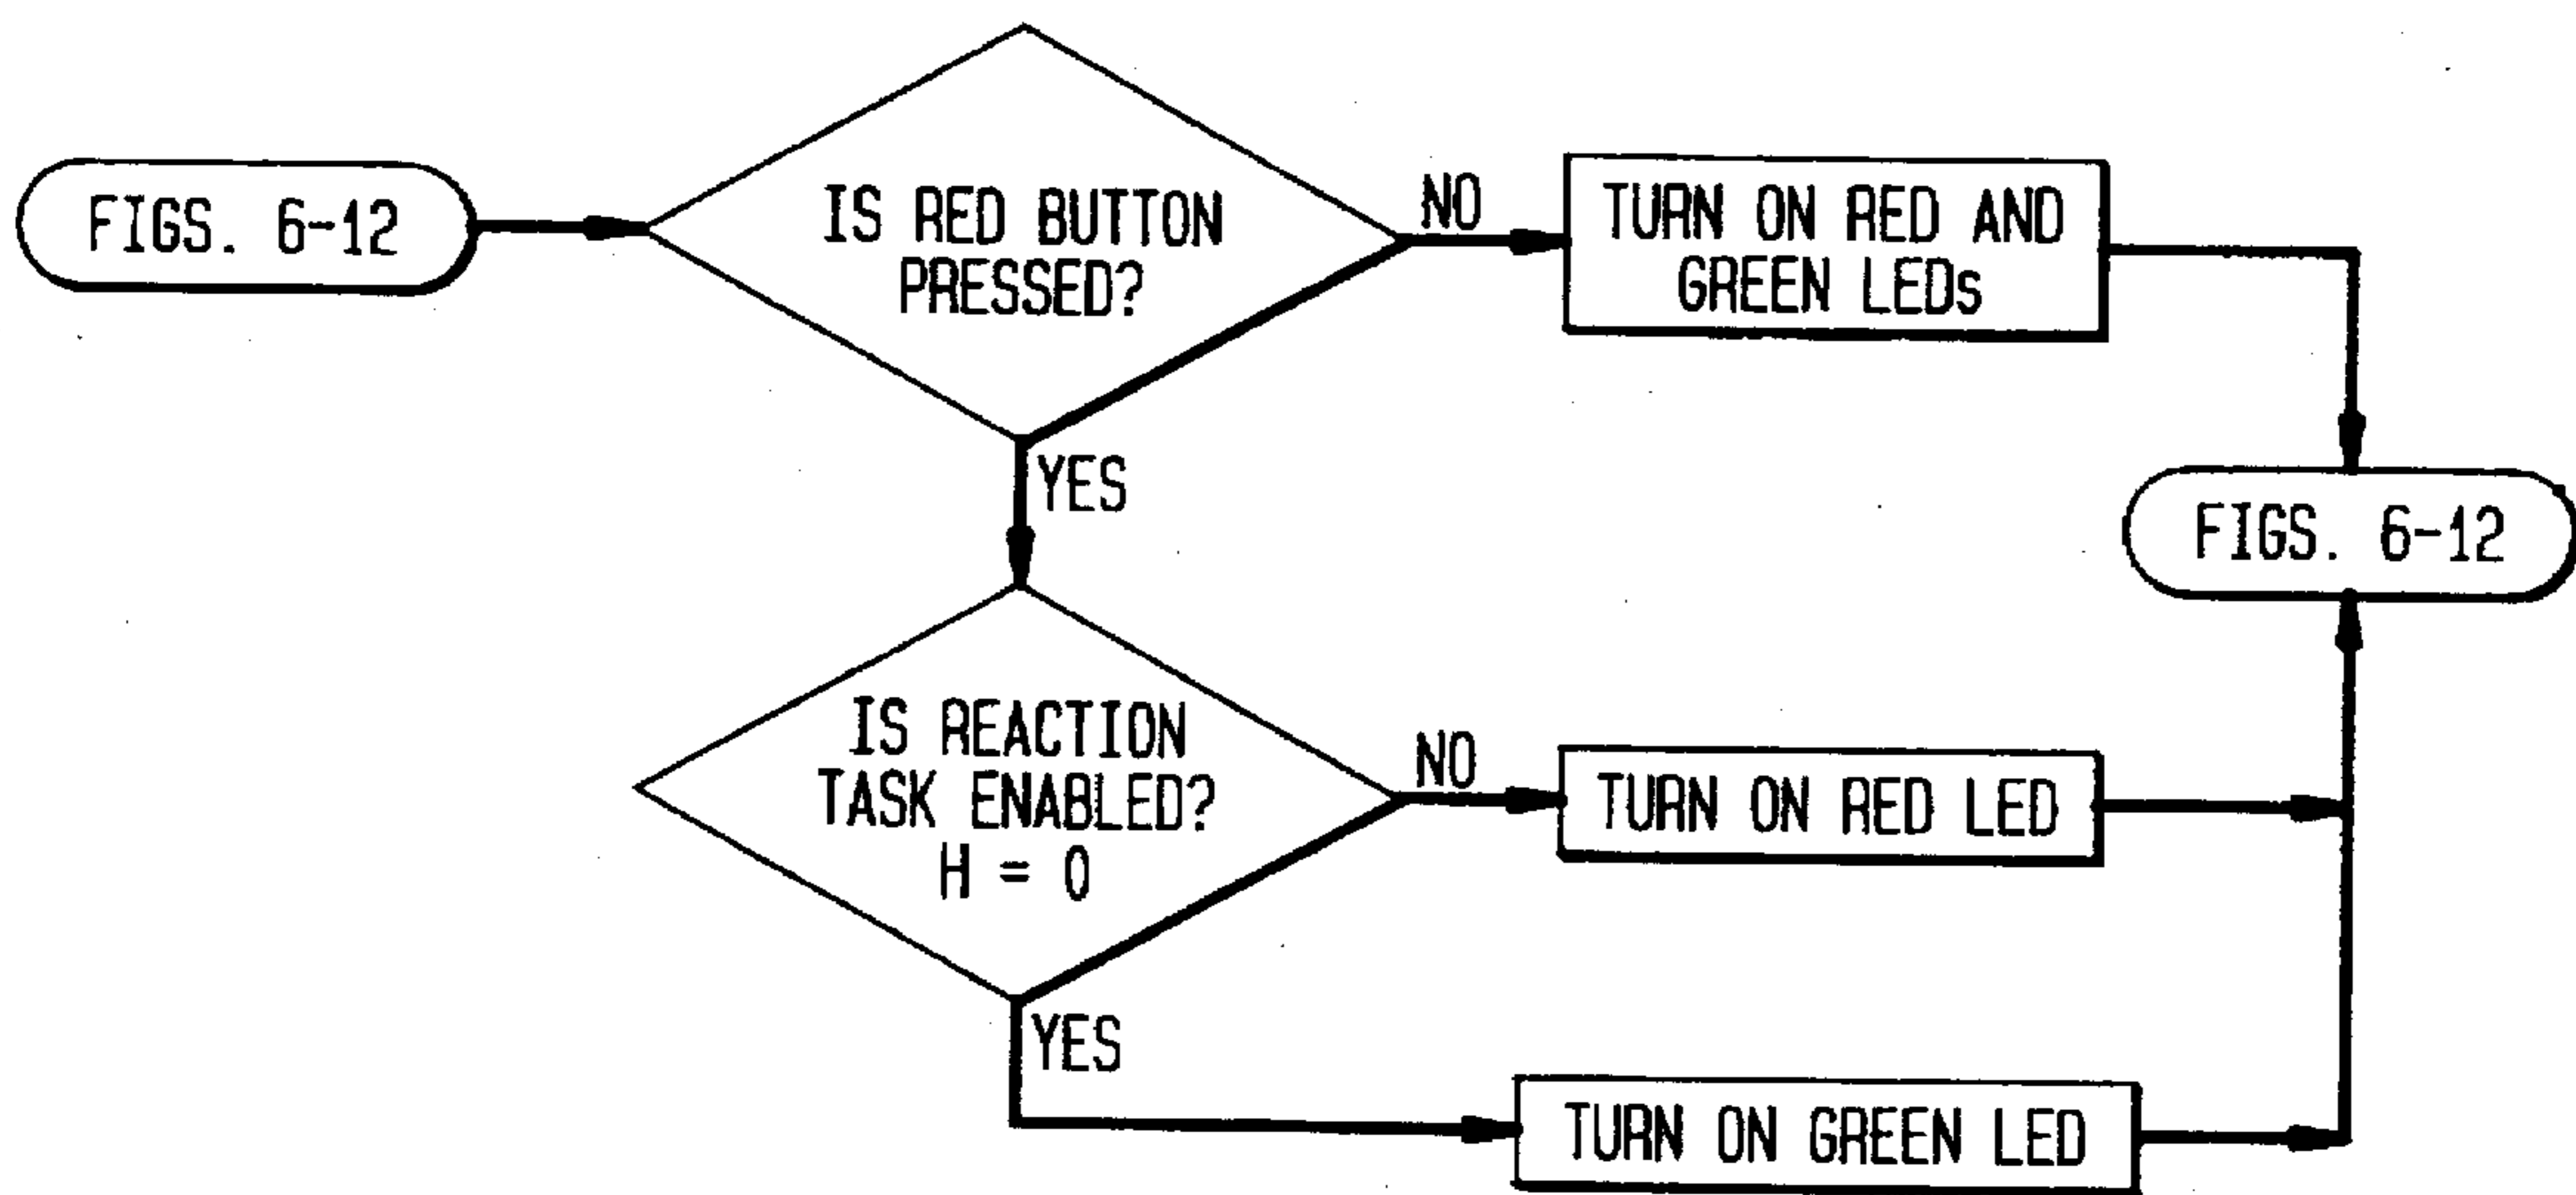 FIGS. 6-12
IS RED BUTTON
PRESSED?
NO
TURN ON RED AND
GREEN LEDs
YES
FIGS. 6-12
IS REACTION
TASK ENABLED?
H = 0
NO
TURN ON RED LED
YES
TURN ON GREEN LED